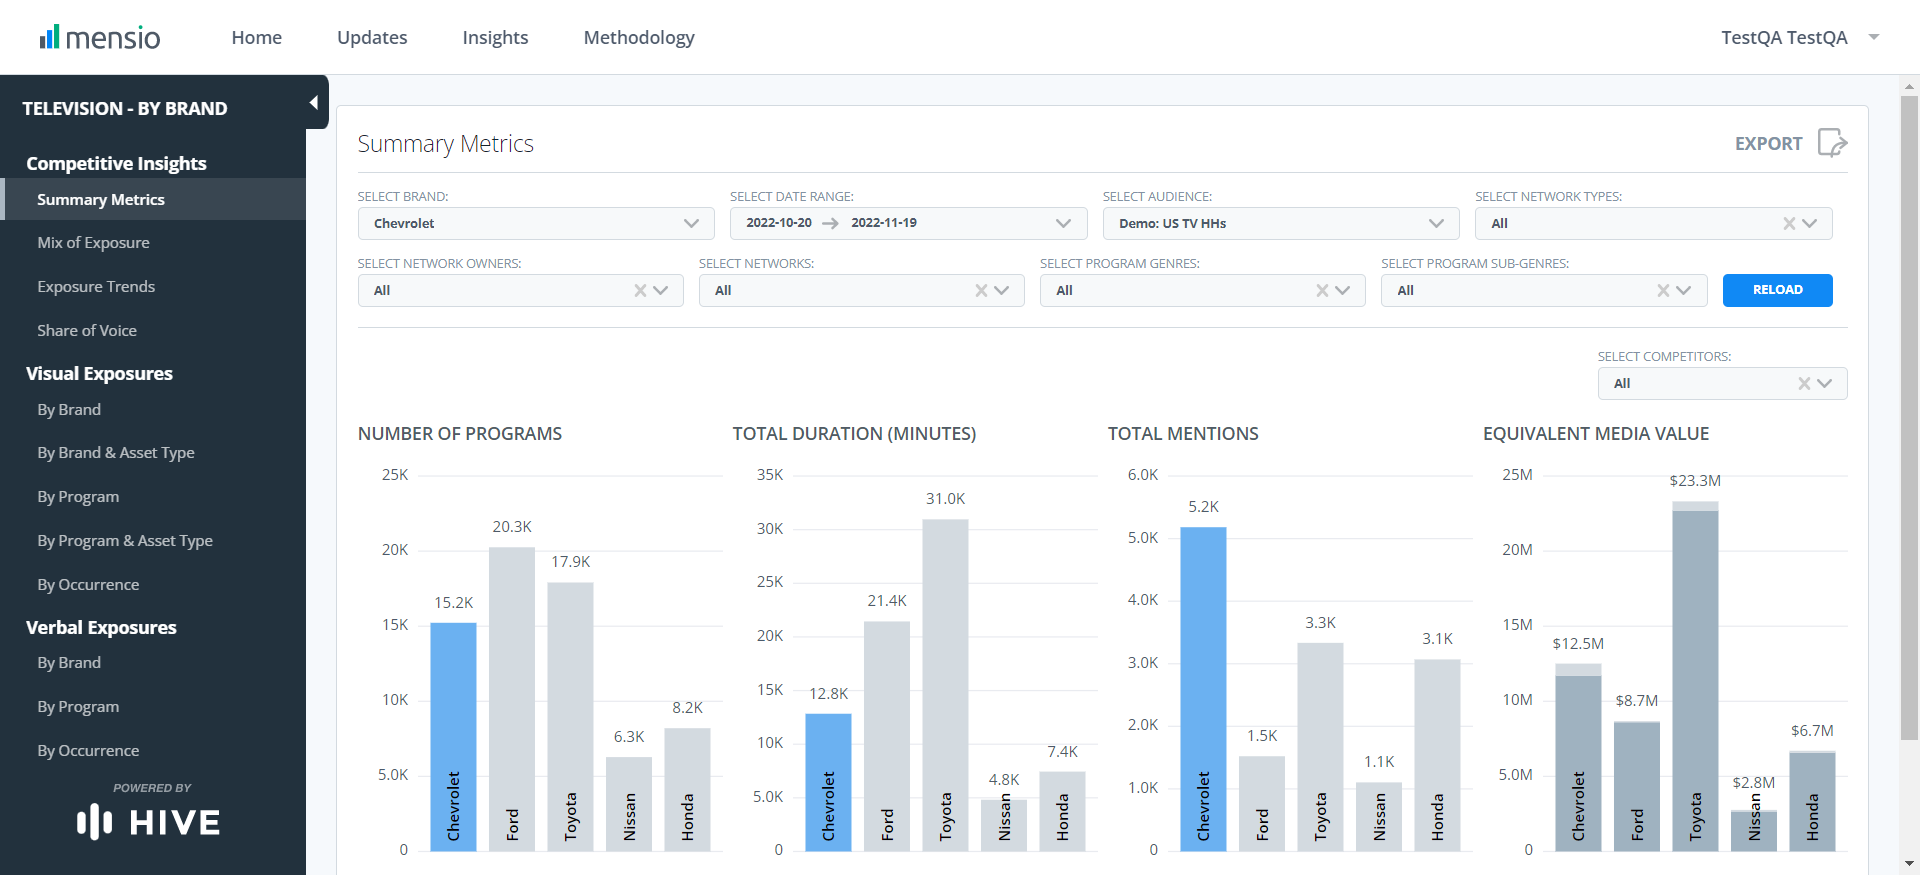 mensio
Home
Updates
Insights
Methodology
TestQA TestQA
TELEVISION - BY BRAND
Competitive Insights
Summary Metrics
Mix of Exposure
Exposure Trends
Share of Voice
Visual Exposures
By Brand
By Brand & Asset Type
By Program
By Program & Asset Type
By Occurrence
Verbal Exposures
By Brand
By Program
By Occurrence
POWERED BY
HIVE
Summary Metrics
EXPORT
SELECT BRAND:
Chevrolet
SELECT DATE RANGE:
2022-10-20 → 2022-11-19
SELECT AUDIENCE:
Demo: US TV HHs
SELECT NETWORK TYPES:
All
SELECT NETWORK OWNERS:
All
SELECT NETWORKS:
All
SELECT PROGRAM GENRES:
All
SELECT PROGRAM SUB-GENRES:
All
RELOAD
SELECT COMPETITORS:
All
NUMBER OF PROGRAMS
25K
20K
15K
10K
5.0K
0
15.2K
20.3K
17.9K
6.3K
8.2K
Chevrolet
Ford
Toyota
Nissan
Honda
TOTAL DURATION (MINUTES)
35K
30K
25K
20K
15K
10K
5.0K
0
12.8K
21.4K
31.0K
4.8K
7.4K
Chevrolet
Ford
Toyota
Nissan
Honda
TOTAL MENTIONS
6.0K
5.0K
4.0K
3.0K
2.0K
1.0K
0
5.2K
1.5K
3.3K
1.1K
3.1K
Chevrolet
Ford
Toyota
Nissan
Honda
EQUIVALENT MEDIA VALUE
25M
20M
15M
10M
5.0M
0
$12.5M
$8.7M
$23.3M
$2.8M
$6.7M
Chevrolet
Ford
Toyota
Nissan
Honda